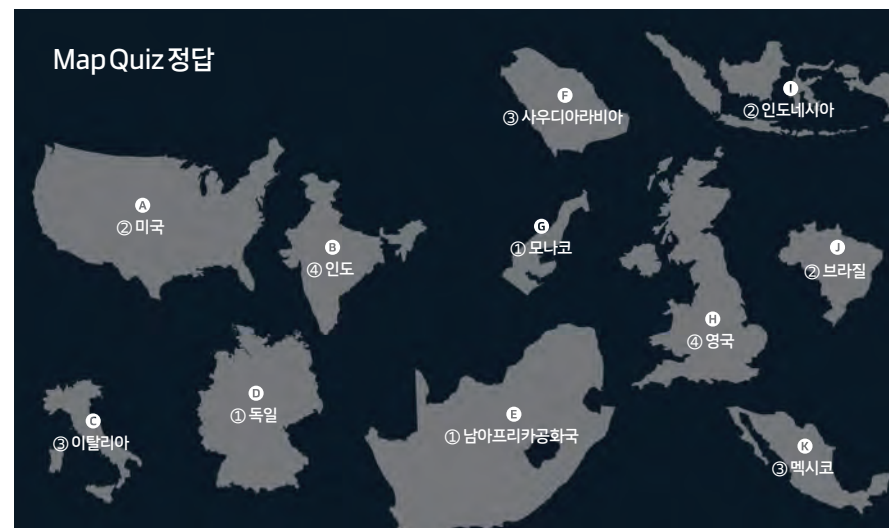 Map Quiz 정답
A
② 미국
B
④ 인도
C
③ 이탈리아
D
① 독일
E
① 남아프리카공화국
F
③ 사우디아라비아
G
① 모나코
H
④ 영국
I
② 인도네시아
J
② 브라질
K
③ 멕시코